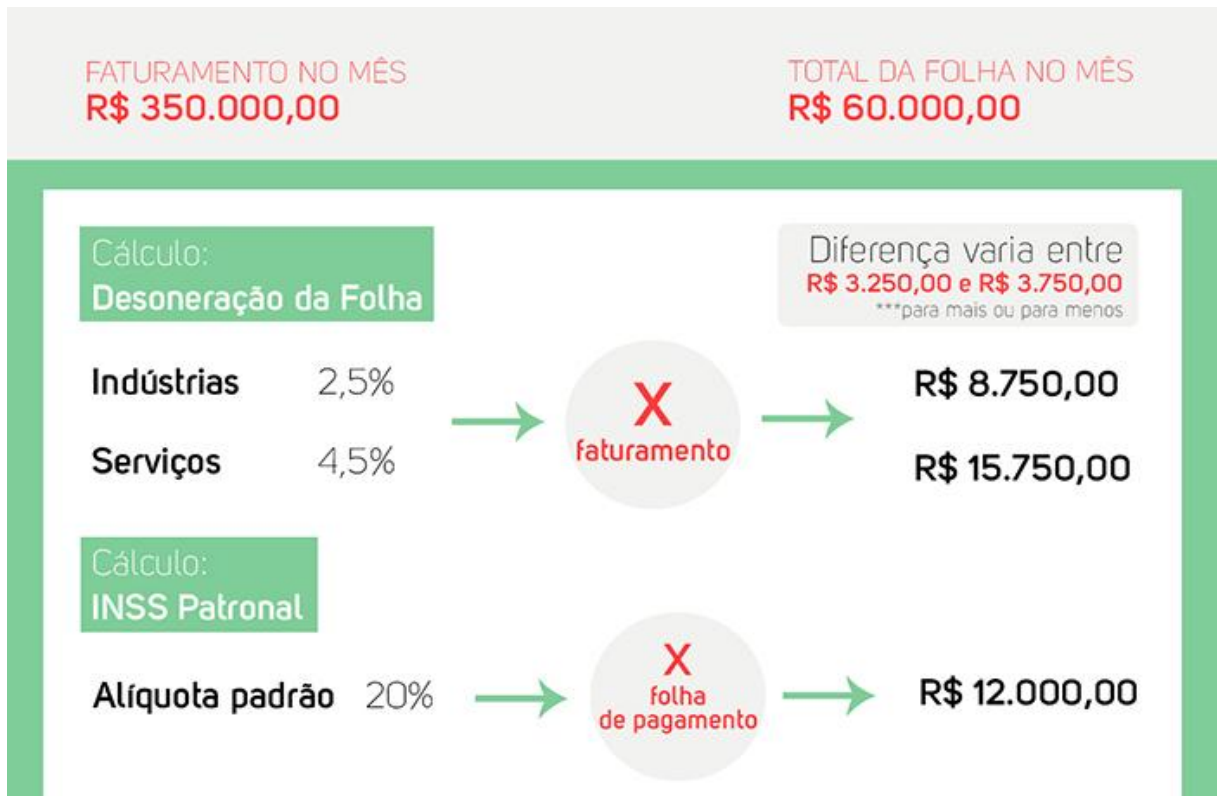 FATURAMENTO NO MÊS
R$ 350.000,00
TOTAL DA FOLHA NO MÊS
R$ 60.000,00
Cálculo:
Desoneração da Folha
Diferença varia entre
R$ 3.250,00 e R$ 3.750,00
***para mais ou para menos
Indústrias 2,5%
Serviços 4,5%
X
faturamento
R$ 8.750,00
R$ 15.750,00
Cálculo:
INSS Patronal
Alíquota padrão 20%
X
folha
de pagamento
R$ 12.000,00